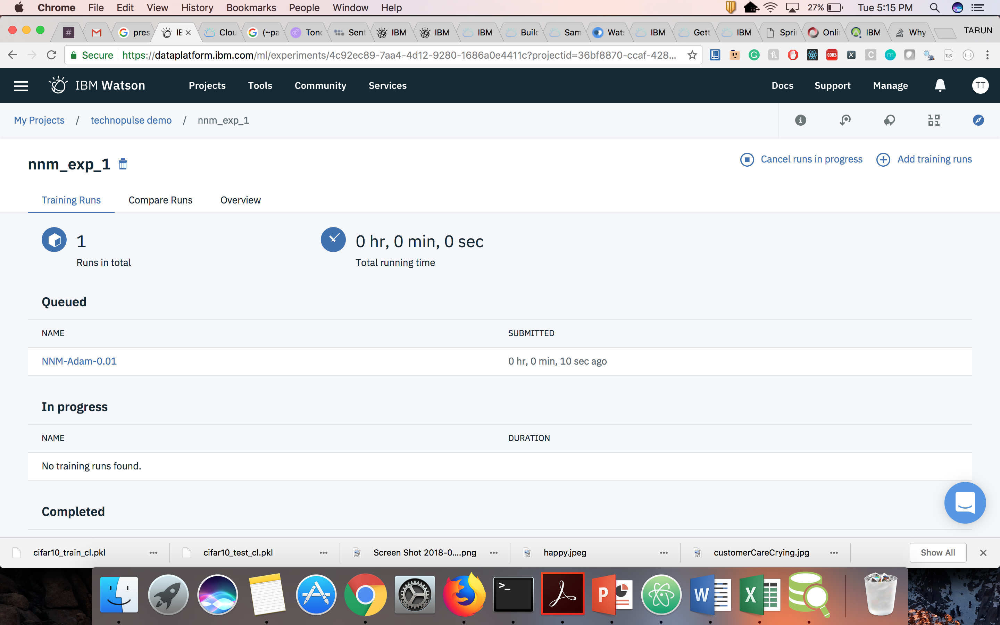 Chrome File Edit View History Bookmarks People Window Help 27% Tue 5:15 PM
# pres IE Clou (~pa Tone Sent IBM IBM IBM Build Sam Wats IBM Gett IBM Spri Onli IBM Why TARUN
Secure https://dataplatform.ibm.com/ml/experiments/4c92ec89-7aa4-4d12-9280-1686a0e4411c?projectid=36bf8870-ccaf-428...
IBM Watson Projects Tools Community Services Docs Support Manage TT
My Projects / technopulse demo / nnm_exp_1
nnm_exp_1
Cancel runs in progress Add training runs
Training Runs Compare Runs Overview
1 0 hr, 0 min, 0 sec
Runs in total Total running time
Queued
NAME SUBMITTED
NNM-Adam-0.01 0 hr, 0 min, 10 sec ago
In progress
NAME DURATION
No training runs found.
Completed
cifar10_train_cl.pkl cifar10_test_cl.pkl Screen Shot 2018-0....png happy.jpeg customerCareCrying.jpg Show All